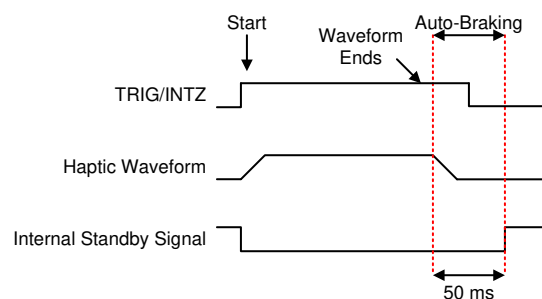 Start
Auto-Braking
Waveform
Ends
TRIG/INTZ
Haptic Waveform
Internal Standby Signal
50 ms